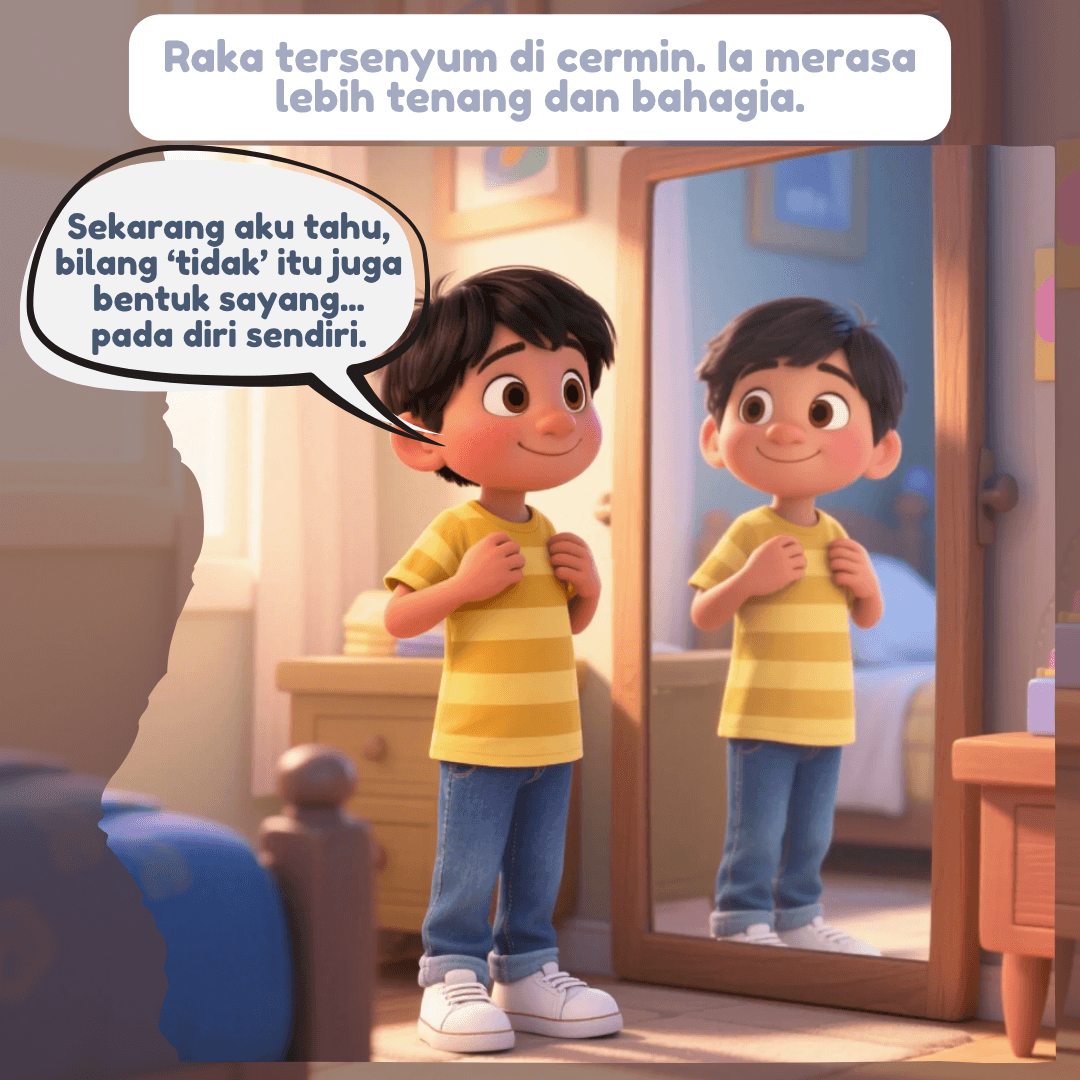 Raka tersenyum di cermin. Ia merasa
lebih tenang dan bahagia.
Sekarang aku tahu,
bilang ‘tidak’ itu juga
bentuk sayang...
pada diri sendiri.